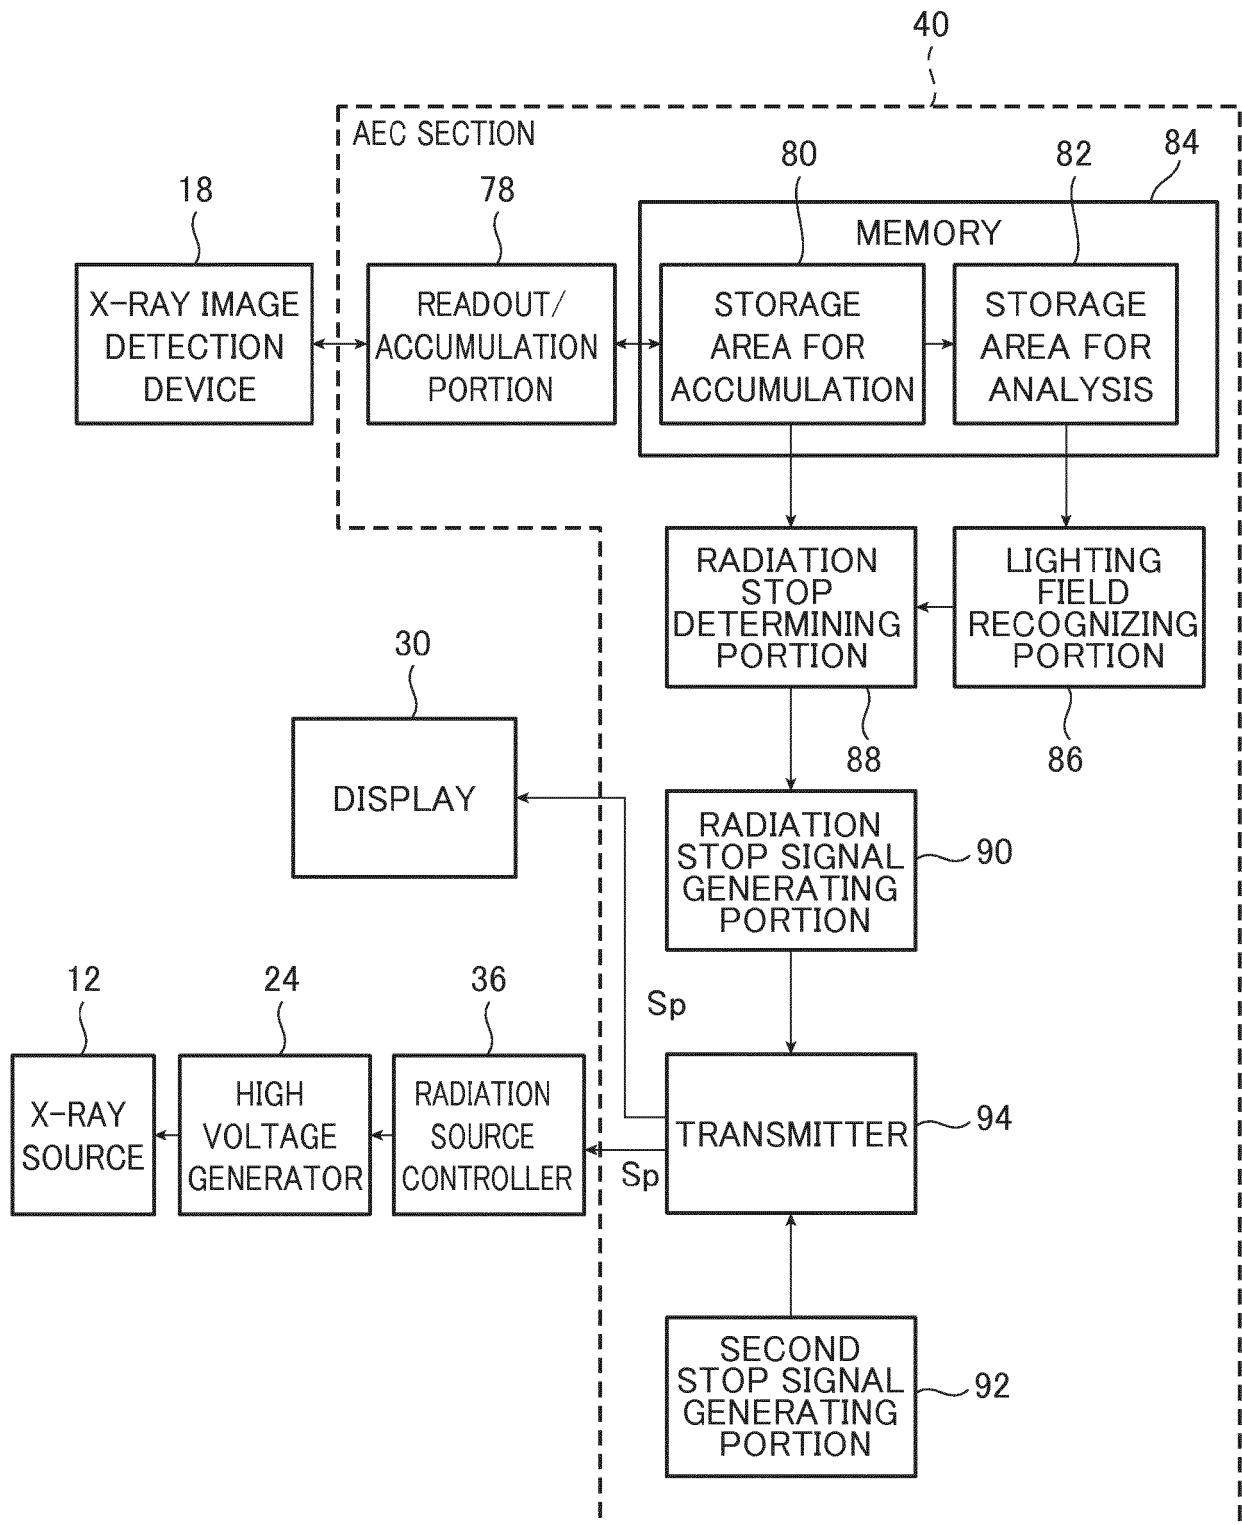 40
AEC SECTION
18
78
80
82
84
MEMORY
X-RAY IMAGE
DETECTION
DEVICE
READOUT/
ACCUMULATION
PORTION
STORAGE
AREA FOR
ACCUMULATION
STORAGE
AREA FOR
ANALYSIS
RADIATION
STOP
DETERMINING
PORTION
LIGHTING
FIELD
RECOGNIZING
PORTION
88
86
30
DISPLAY
RADIATION
STOP SIGNAL
GENERATING
PORTION
90
12
24
36
Sp
X-RAY
SOURCE
HIGH
VOLTAGE
GENERATOR
RADIATION
SOURCE
CONTROLLER
Sp
TRANSMITTER
94
SECOND
STOP SIGNAL
GENERATING
PORTION
92